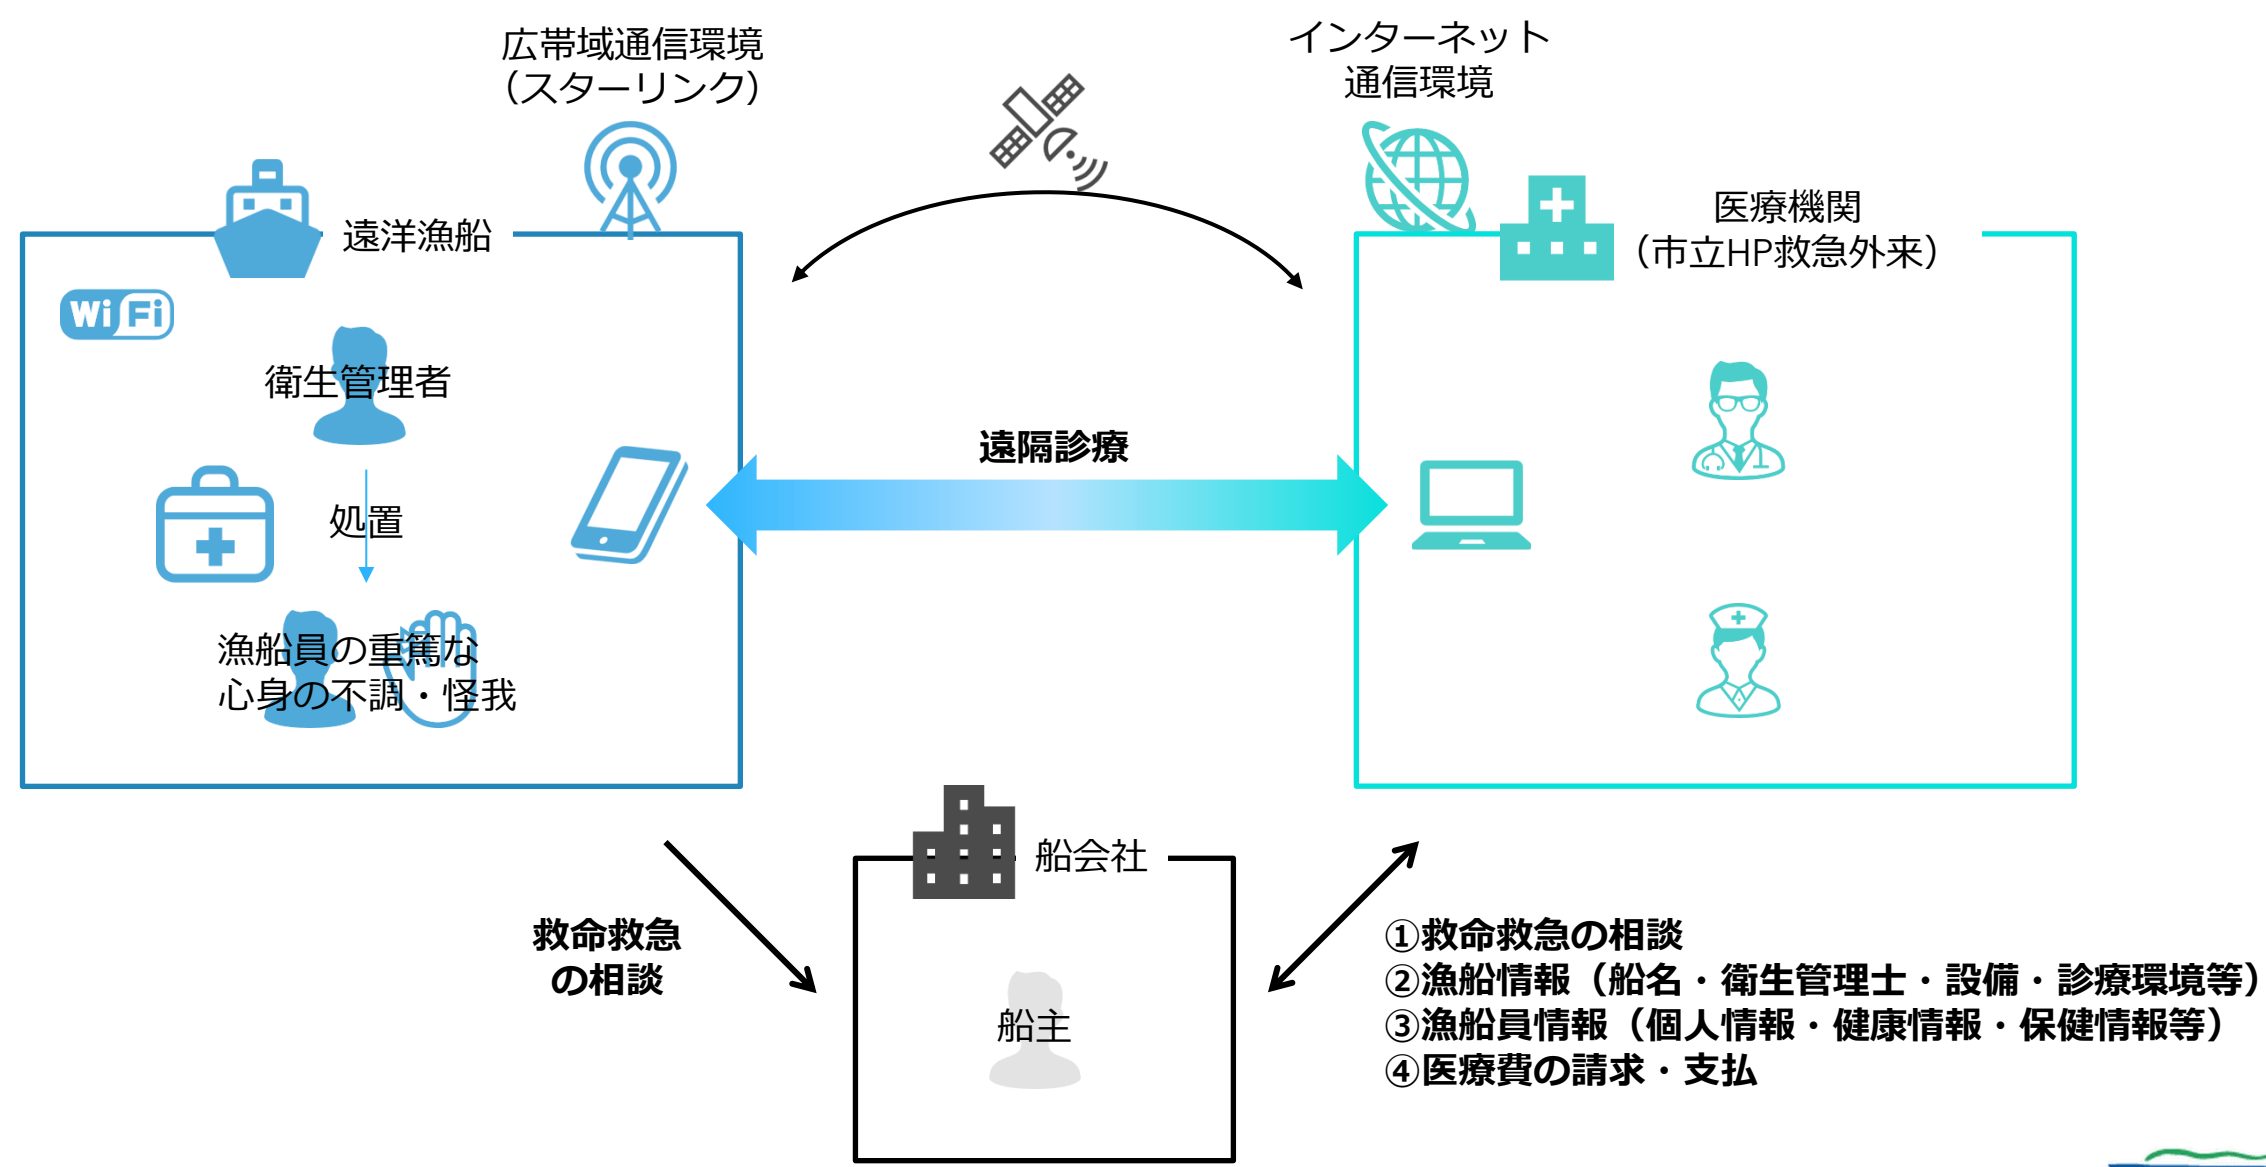 広帯域通信環境
（スターリンク）
インターネット
通信環境
遠洋漁船
医療機関
（市立HP救急外来）
WiFi
衛生管理者
処置
漁船員の重篤な
心身の不調・怪我
遠隔診療
船会社
船主
救命救急
の相談
①救命救急の相談
②漁船情報（船名・衛生管理士・設備・診療環境等）
③漁船員情報（個人情報・健康情報・保健情報等）
④医療費の請求・支払